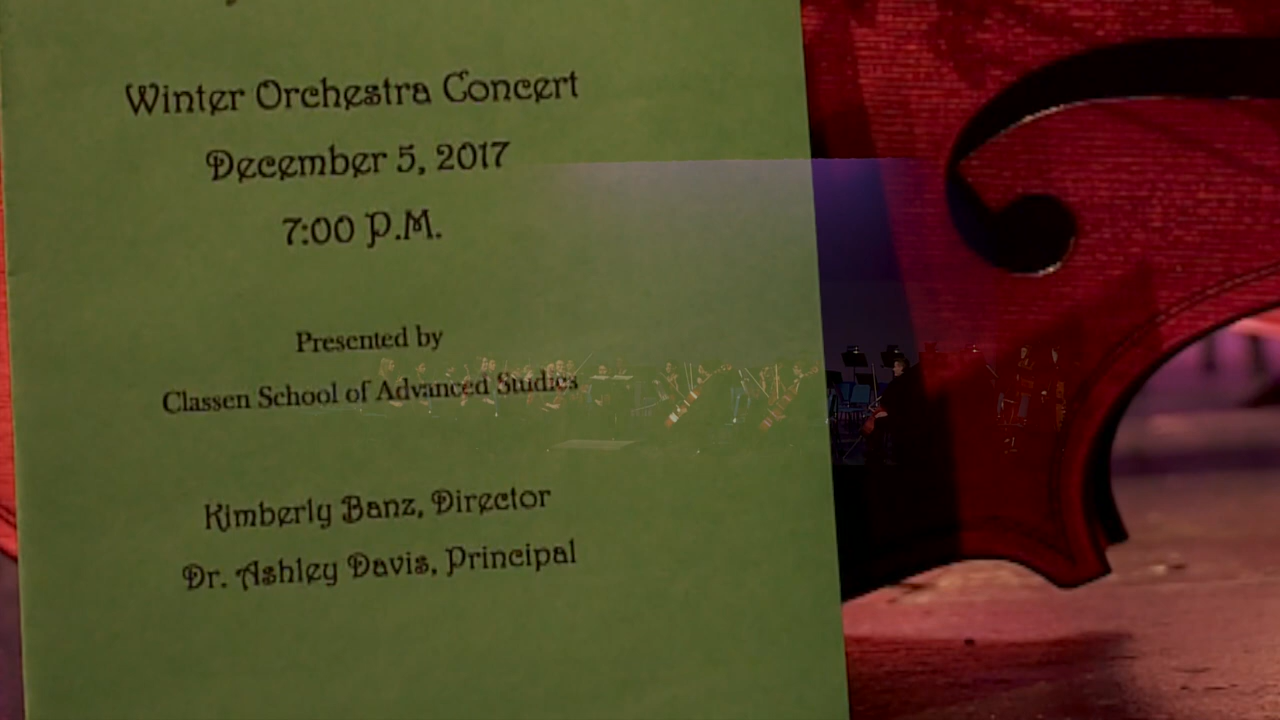 Winter Orchestra Concert
December 5, 2017
7:00 P.M.
Presented by
Classen School of Advanced Studies
Kimberly Banz, Director
Dr. Ashley Davis, Principal